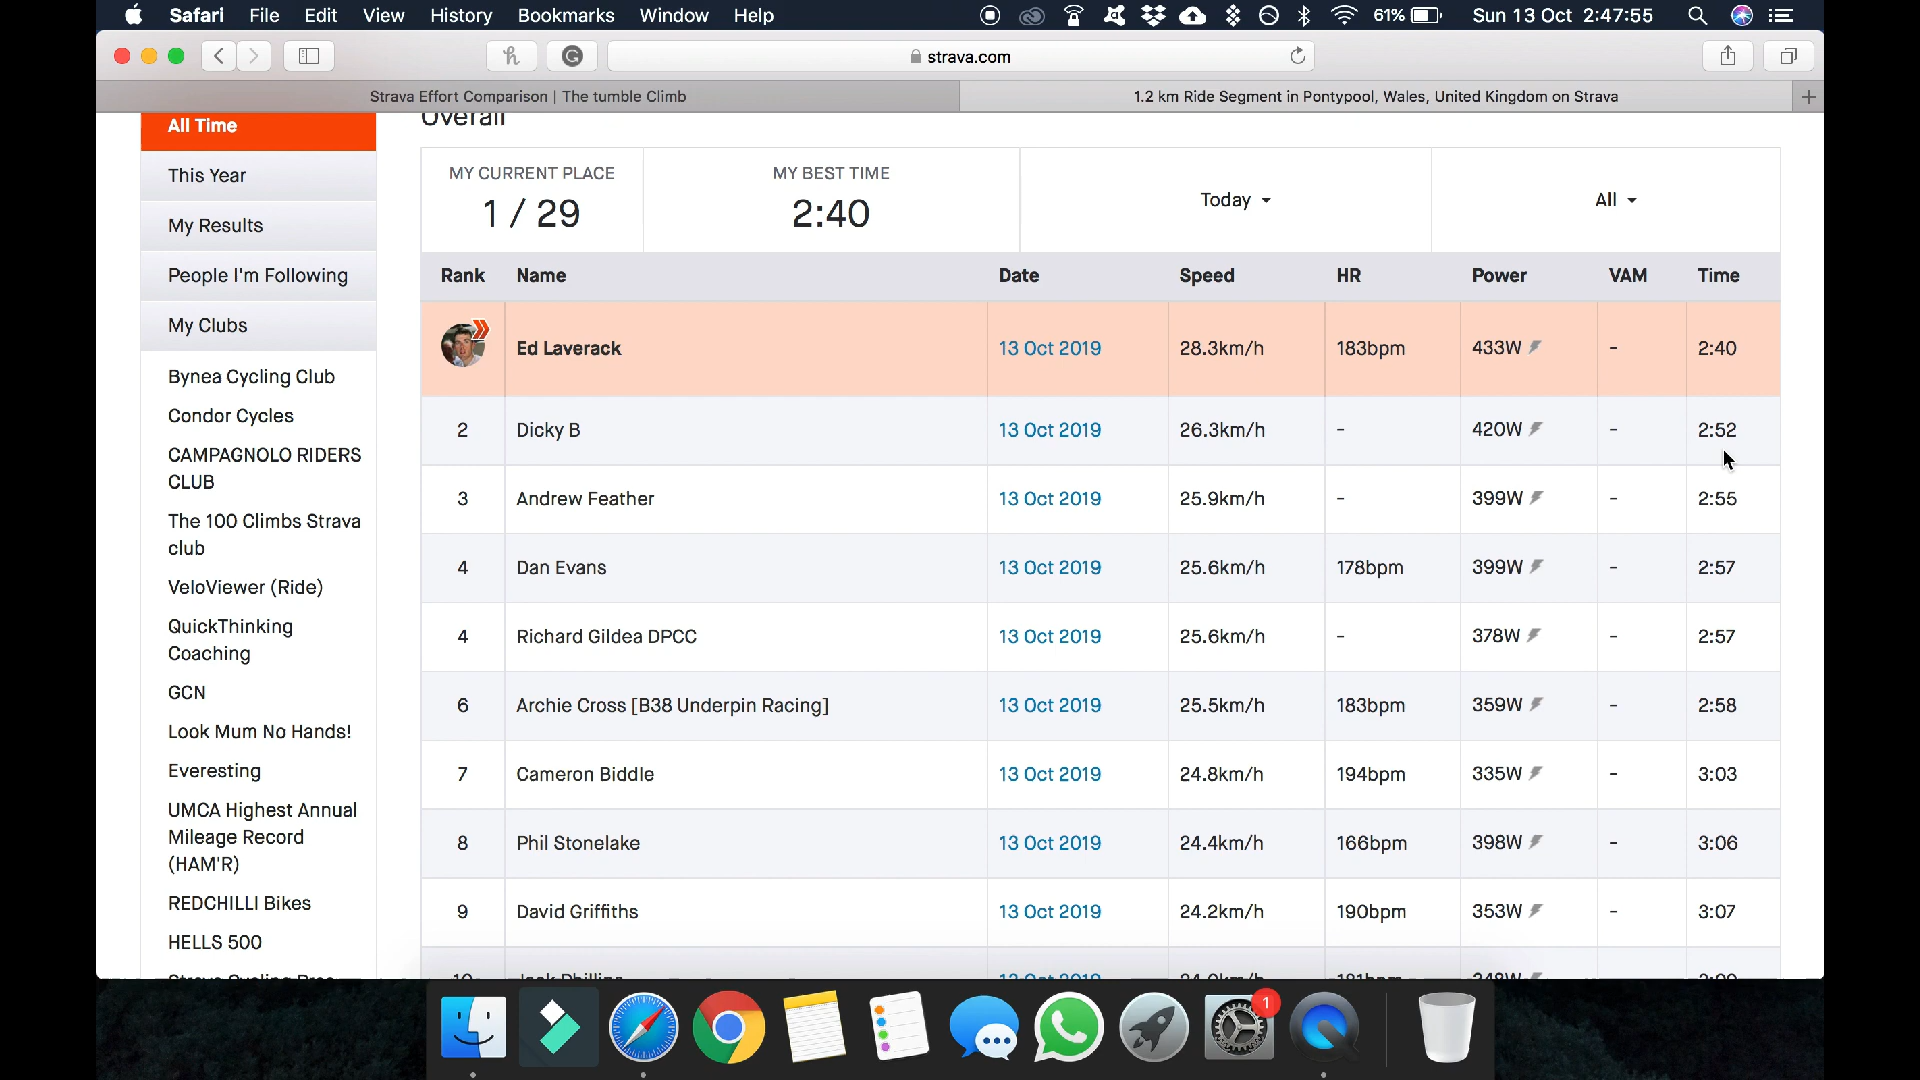 Safari File Edit View History Bookmarks Window Help 61% Sun 13 Oct 2:47:55
strava.com
Strava Effort Comparison | The tumble Climb
1.2 km Ride Segment in Pontypool, Wales, United Kingdom on Strava
All Time
This Year
My Results
People I'm Following
My Clubs
Bynea Cycling Club
Condor Cycles
CAMPAGNOLO RIDERS
CLUB
The 100 Climbs Strava
club
VeloViewer (Ride)
QuickThinking
Coaching
GCN
Look Mum No Hands!
Everesting
UMCA Highest Annual
Mileage Record
(HAM'R)
REDCHILLI Bikes
HELLS 500
Overall
MY CURRENT PLACE
1 / 29
MY BEST TIME
2:40
Today
All
Rank Name Date Speed HR Power VAM Time
Ed Laverack 13 Oct 2019 28.3km/h 183bpm 433W - 2:40
2 Dicky B 13 Oct 2019 26.3km/h - 420W - 2:52
3 Andrew Feather 13 Oct 2019 25.9km/h - 399W - 2:55
4 Dan Evans 13 Oct 2019 25.6km/h 178bpm 399W - 2:57
4 Richard Gildea DPCC 13 Oct 2019 25.6km/h - 378W - 2:57
6 Archie Cross [B38 Underpin Racing] 13 Oct 2019 25.5km/h 183bpm 359W - 2:58
7 Cameron Biddle 13 Oct 2019 24.8km/h 194bpm 335W - 3:03
8 Phil Stonelake 13 Oct 2019 24.4km/h 166bpm 398W - 3:06
9 David Griffiths 13 Oct 2019 24.2km/h 190bpm 353W - 3:07
1